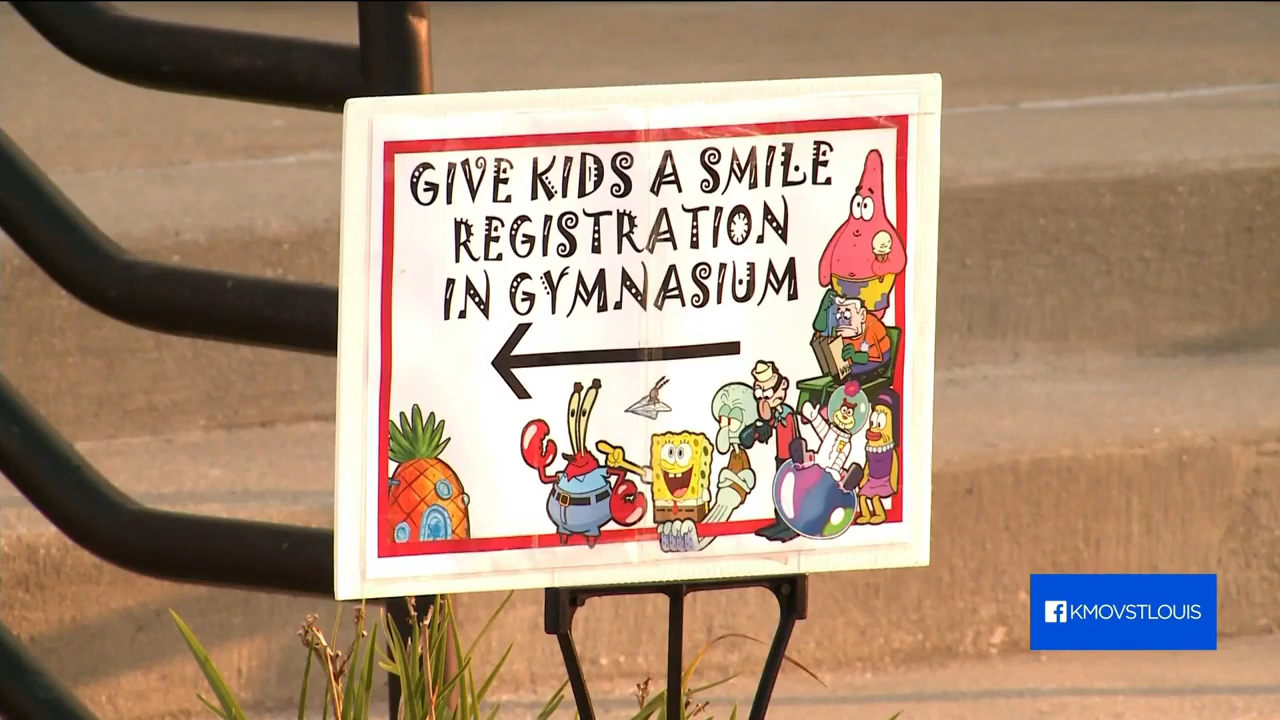 GIVE KIDS A SMILE
REGISTRATION
IN GYMNASIUM
KMOVSTLOUIS